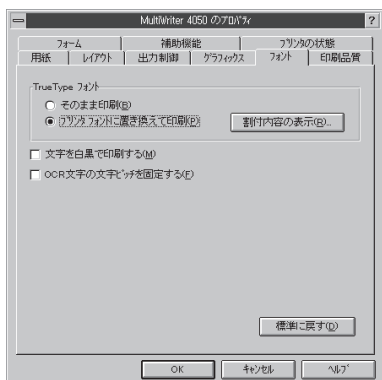 MultiWriter 4050 のプロパティ ?
フォーム 補助機能 プリンタの状態
用紙 レイアウト 出力制御 グラフィックス フォント 印刷品質
TrueType フォント
そのまま印刷(B)
プリンタ フォントに置き換えて印刷(P)
割付内容の表示(R)...
文字を白黒で印刷する(M)
OCR文字の文字ピッチを固定する(F)
標準に戻す(D)
OK キャンセル ヘルプ